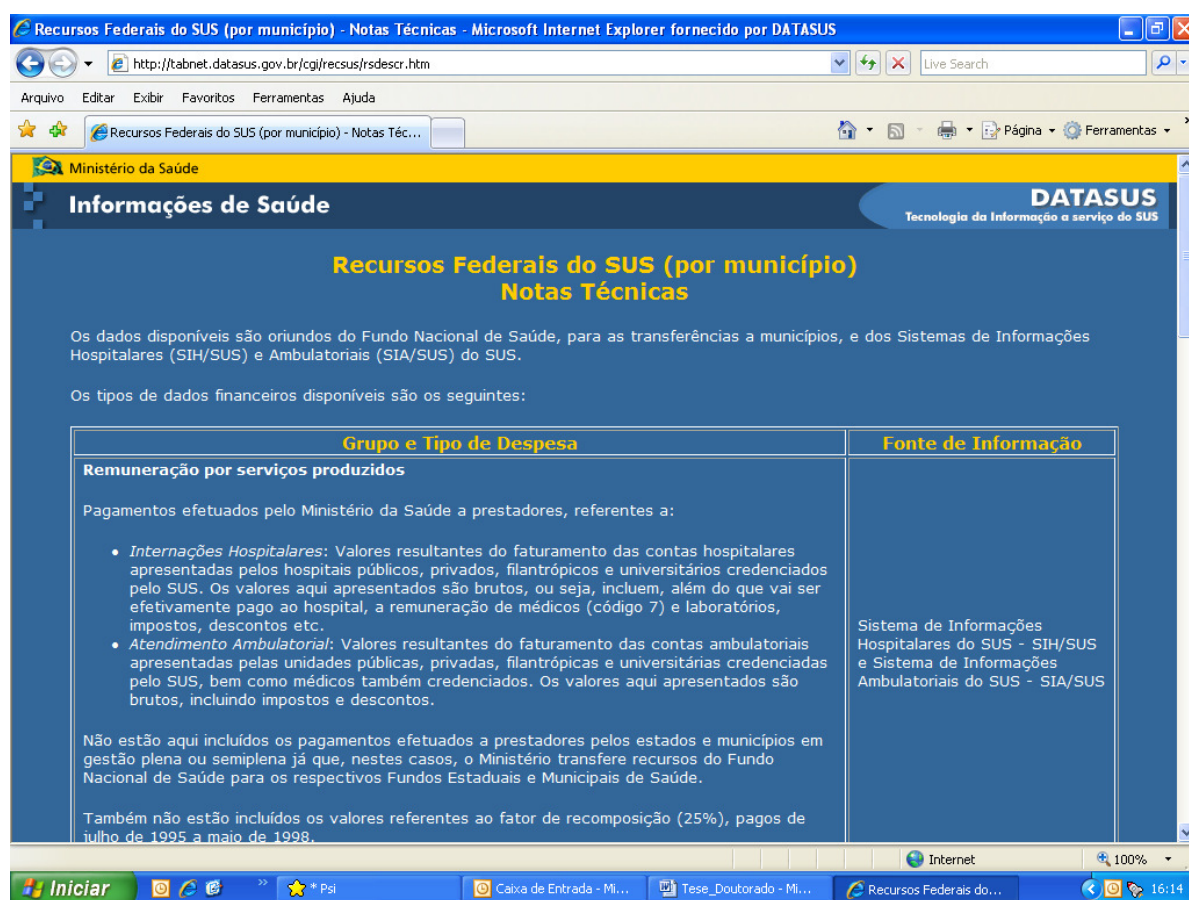 Recursos Federais do SUS (por município) - Notas Técnicas - Microsoft Internet Explorer fornecido por DATASUS
http://tabnet.datasus.gov.br/cgi/recsus/rsdescr.htm
Live Search
Arquivo Editar Exibir Favoritos Ferramentas Ajuda
Recursos Federais do SUS (por município) - Notas Téc...
Página
Ferramentas
Ministério da Saúde
Informações de Saúde
DATASUS
Tecnologia da Informação a serviço do SUS
Recursos Federais do SUS (por município)
Notas Técnicas
Os dados disponíveis são oriundos do Fundo Nacional de Saúde, para as transferências a municípios, e dos Sistemas de Informações
Hospitalares (SIH/SUS) e Ambulatoriais (SIA/SUS) do SUS.
Os tipos de dados financeiros disponíveis são os seguintes:
Grupo e Tipo de Despesa
Fonte de Informação
Remuneração por serviços produzidos
Pagamentos efetuados pelo Ministério da Saúde a prestadores, referentes a:
• Internações Hospitalares: Valores resultantes do faturamento das contas hospitalares
apresentadas pelos hospitais públicos, privados, filantrópicos e universitários credenciados
pelo SUS. Os valores aqui apresentados são brutos, ou seja, incluem, além do que vai ser
efetivamente pago ao hospital, a remuneração de médicos (código 7) e laboratórios,
impostos, descontos etc.
• Atendimento Ambulatorial: Valores resultantes do faturamento das contas ambulatoriais
apresentadas pelas unidades públicas, privadas, filantrópicas e universitárias credenciadas
pelo SUS, bem como médicos também credenciados. Os valores aqui apresentados são
brutos, incluindo impostos e descontos.
Não estão aqui incluídos os pagamentos efetuados a prestadores pelos estados e municípios em
gestão plena ou semiplena já que, nestes casos, o Ministério transfere recursos do Fundo
Nacional de Saúde para os respectivos Fundos Estaduais e Municipais de Saúde.
Também não estão incluídos os valores referentes ao fator de recomposição (25%), pagos de
julho de 1995 a maio de 1998.
Sistema de Informações
Hospitalares do SUS - SIH/SUS
e Sistema de Informações
Ambulatoriais do SUS - SIA/SUS
Internet
100%
Iniciar
* Psi
Caixa de Entrada - Mi...
Tese_Doutorado - Mi...
Recursos Federais do...
16:14